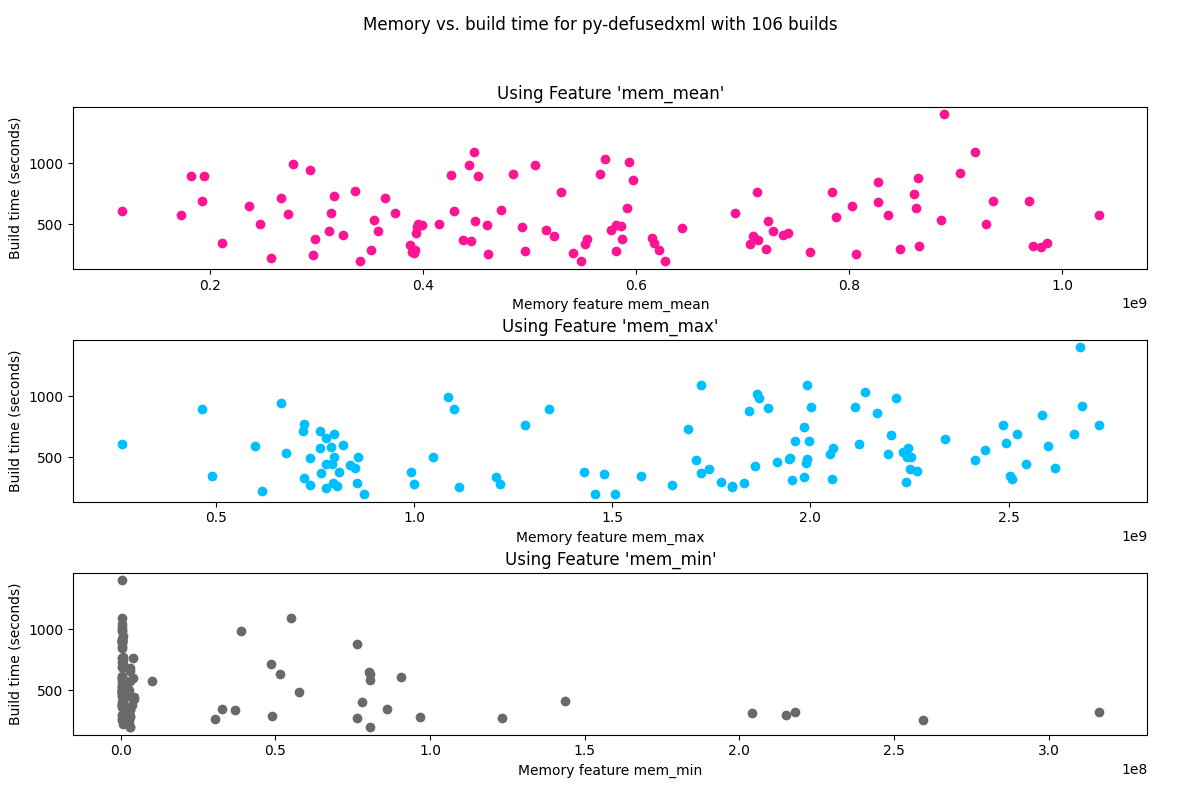 Memory vs. build time for py-defusedxml with 106 builds
Using Feature 'mem_mean'
Build time (seconds)
1000
500
0.2 0.4 0.6 0.8 1.0
1e9
Memory feature mem_mean
Using Feature 'mem_max'
Build time (seconds)
1000
500
0.5 1.0 1.5 2.0 2.5
1e9
Memory feature mem_max
Using Feature 'mem_min'
Build time (seconds)
1000
500
0.0 0.5 1.0 1.5 2.0 2.5 3.0
1e8
Memory feature mem_min